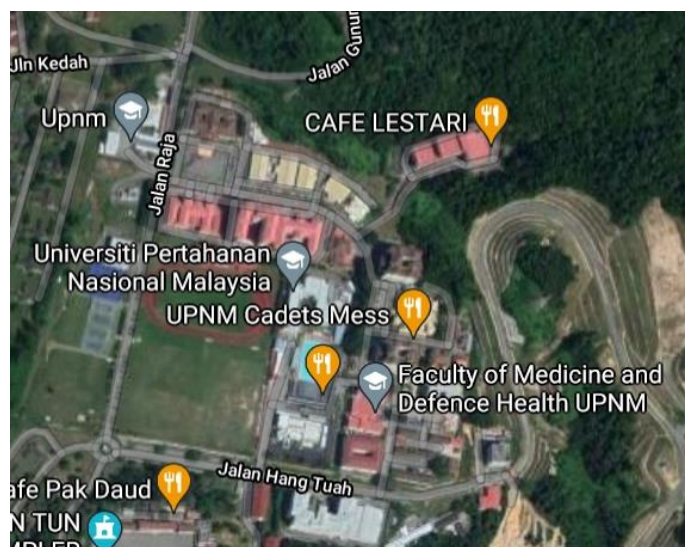 Jln Kedah
Jalan Gunun
Upnm
CAFE LESTARI
Jalan Raja
Universiti Pertahanan
Nasional Malaysia
UPNM Cadets Mess
Faculty of Medicine and
Defence Health UPNM
Jalan Hang Tuah
afe Pak Daud
N TUN
MPLER